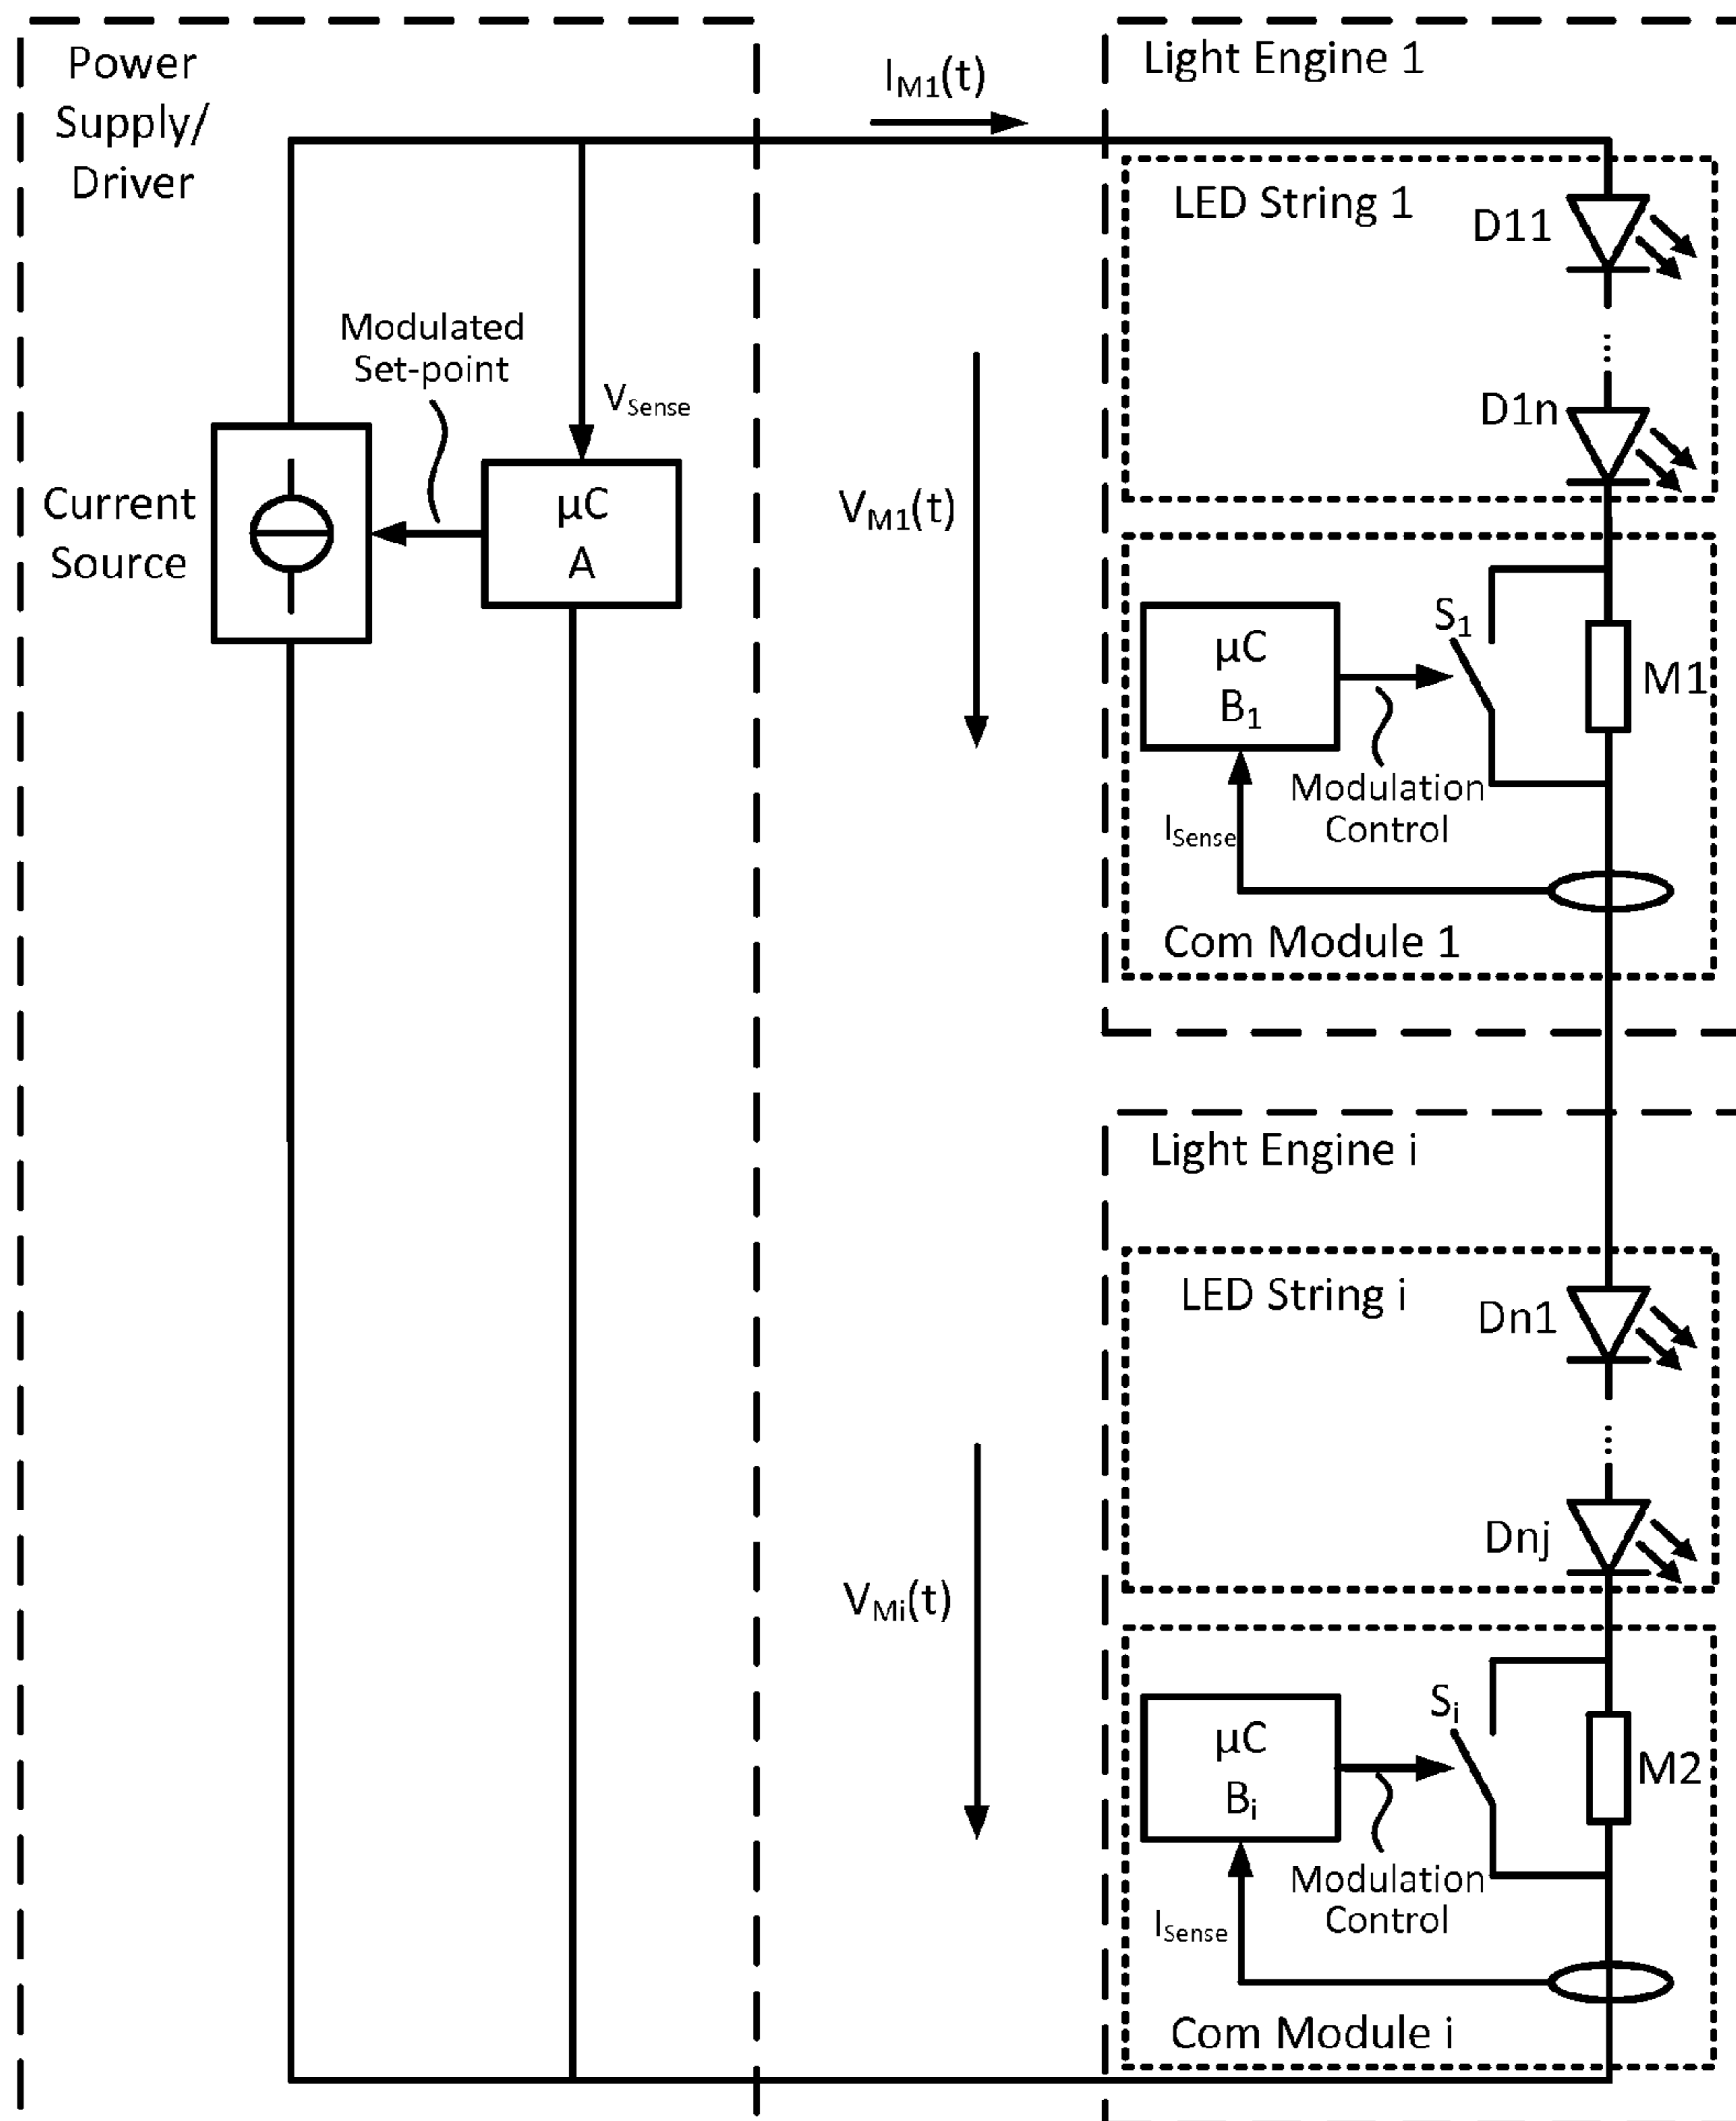 Power
Supply/
Driver
I_M1(t)
Light Engine 1
LED String 1
D11
Modulated
Set-point
V_Sense
D1n
Current
Source
µC
A
V_M1(t)
µC
B_1
S_1
M1
Modulation
Control
I_Sense
Com Module 1
Light Engine i
LED String i
Dn1
Dnj
V_Mi(t)
µC
B_i
S_i
M2
Modulation
Control
I_Sense
Com Module i